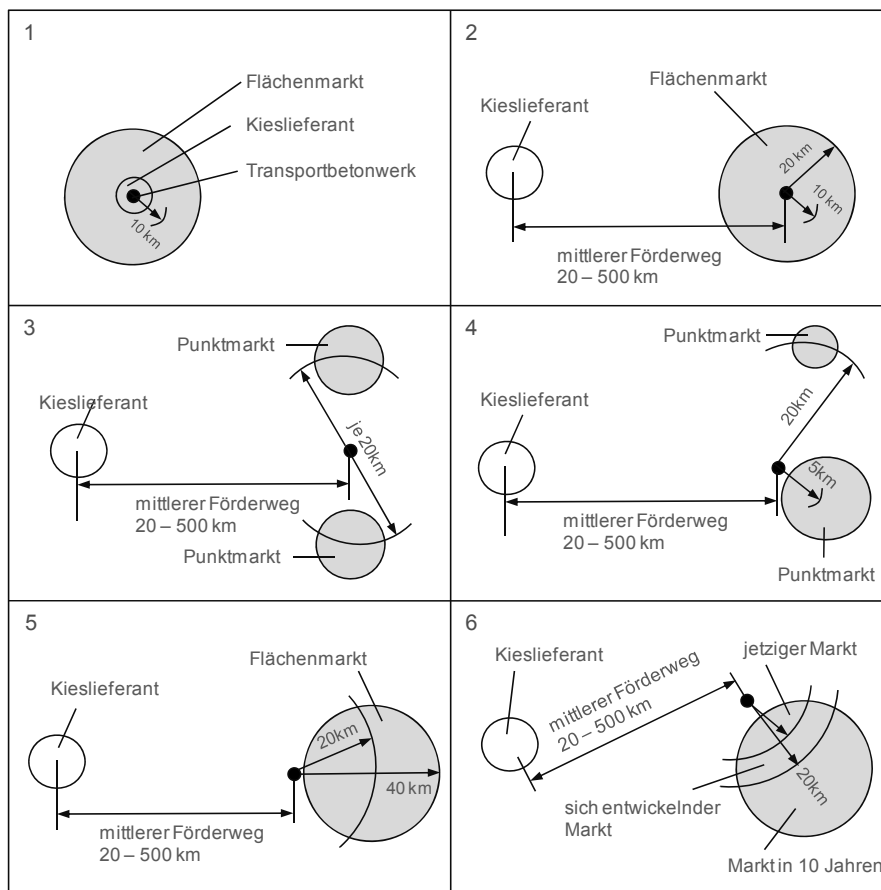 1
Flächenmarkt
Kieslieferant
Transportbetonwerk
10 km
2
Flächenmarkt
Kieslieferant
20 km
10 km
mittlerer Förderweg
20 – 500 km
3
Punktmarkt
Kieslieferant
je 20km
mittlerer Förderweg
20 – 500 km
Punktmarkt
4
Punktmarkt
Kieslieferant
20km
5km
mittlerer Förderweg
20 – 500 km
Punktmarkt
5
Flächenmarkt
Kieslieferant
20km
40 km
mittlerer Förderweg
20 – 500 km
6
jetziger Markt
Kieslieferant
mittlerer Förderweg
20 – 500 km
20km
sich entwickelnder
Markt
Markt in 10 Jahren